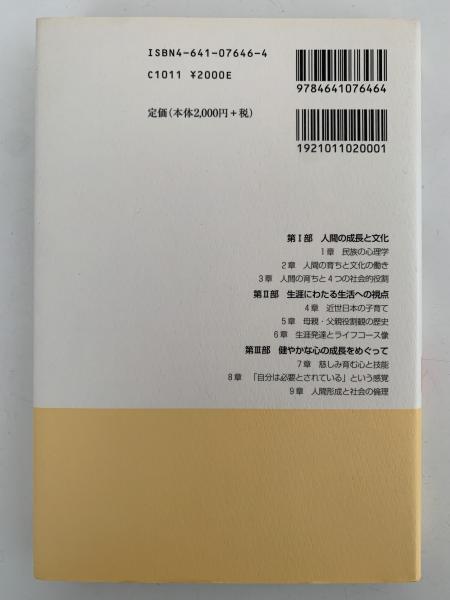 ISBN4-641-07646-4
C1011 ¥2000E
定価(本体2,000円+税)
9784641076464
1921011020001
第Ⅰ部 人間の成長と文化
1章 民族の心理学
2章 人間の育ちと文化の働き
3章 人間の育ちと4つの社会的役割
第Ⅱ部 生涯にわたる生活への視点
4章 近世日本の子育て
5章 母親・父親役割観の歴史
6章 生涯発達とライフコース像
第Ⅲ部 健やかな心の成長をめぐって
7章 慈しみ育む心と技能
8章 「自分は必要とされている」という感覚
9章 人間形成と社会の倫理